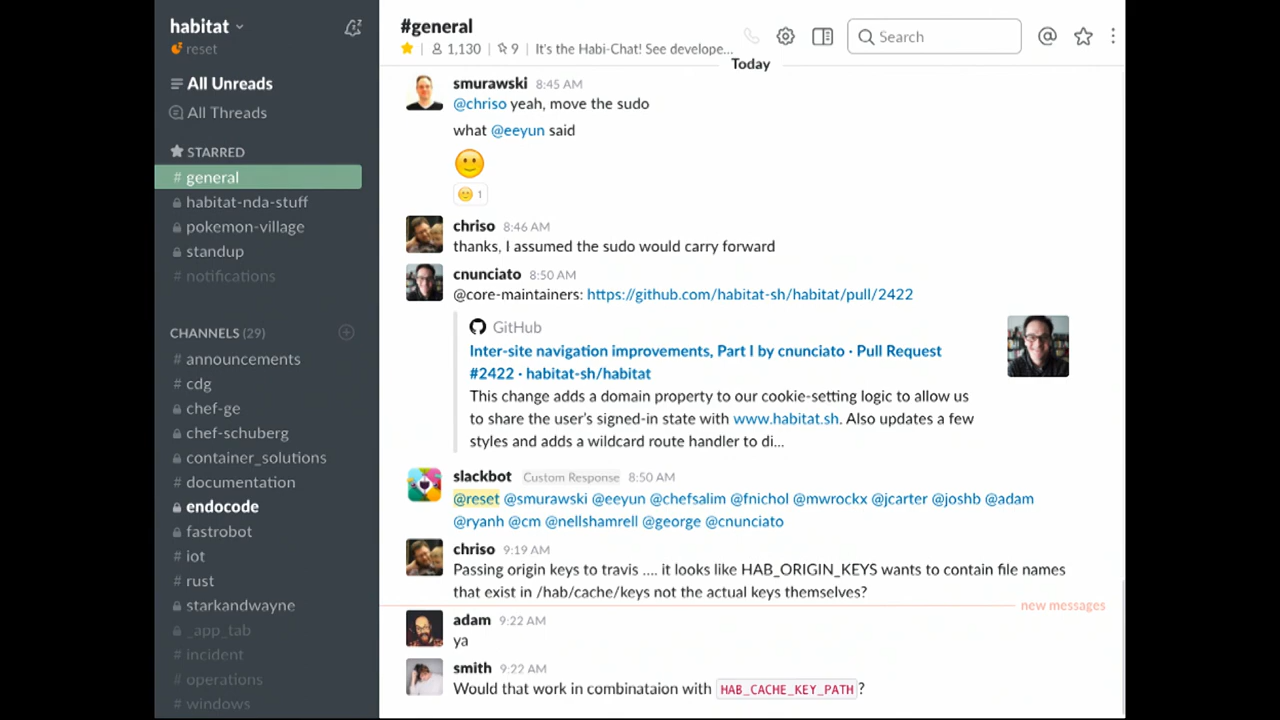 habitat
reset
All Unreads
All Threads
STARRED
# general
habitat-nda-stuff
pokemon-village
standup
# notifications
CHANNELS (29)
# announcements
# cdg
chef-ge
chef-schuberg
# container_solutions
# documentation
endocode
fastrobot
# iot
# rust
starkandwayne
_app_tab
# incident
# operations
# windows
#general
1,130 | 9 | It's the Habi-Chat! See develope...
Search
Today
smurawski 8:45 AM
@chriso yeah, move the sudo
what @eeyun said
1
chriso 8:46 AM
thanks, I assumed the sudo would carry forward
cnunciato 8:50 AM
@core-maintainers: https://github.com/habitat-sh/habitat/pull/2422
GitHub
Inter-site navigation improvements, Part I by cnunciato · Pull Request
#2422 · habitat-sh/habitat
This change adds a domain property to our cookie-setting logic to allow us
to share the user's signed-in state with www.habitat.sh. Also updates a few
styles and adds a wildcard route handler to di...
slackbot Custom Response 8:50 AM
@reset @smurawski @eeyun @chefsalim @fnichol @mwrockx @jcarter @joshb @adam
@ryanh @cm @nellshamrell @george @cnunciato
chriso 9:19 AM
Passing origin keys to travis .... it looks like HAB_ORIGIN_KEYS wants to contain file names
that exist in /hab/cache/keys not the actual keys themselves?
new messages
adam 9:22 AM
ya
smith 9:22 AM
Would that work in combinataion with HAB_CACHE_KEY_PATH?